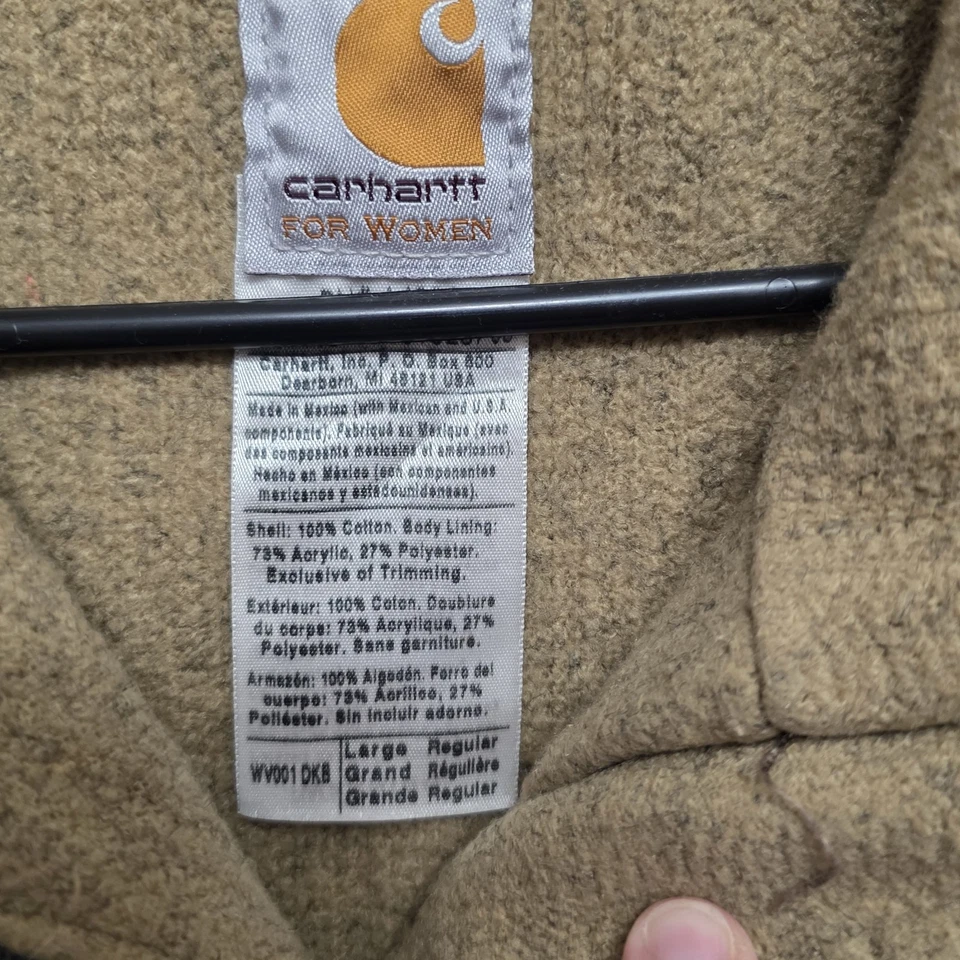 carhartt
FOR WOMEN
Carhartt, Inc, P. O. Box 600
Dearborn, MI 48121 USA
Made in Mexico (with Mexican and U.S.A.
components). Fabriqué au Mexique (avec
des composants mexicains et américains).
Hecho en México (con componentes
mexicanos y estadounidenses).
Shell: 100% Cotton. Body Lining:
73% Acrylic, 27% Polyester.
Exclusive of Trimming.
Extérieur: 100% Coton. Doublure
du corps: 73% Acrylique, 27%
Polyester. Sans garniture.
Armazón: 100% Algodón. Forro del
cuerpo: 73% Acrílico, 27%
Poliéster. Sin incluir adorno.
WV001 DKB
Large Regular
Grand Régulière
Grande Regular